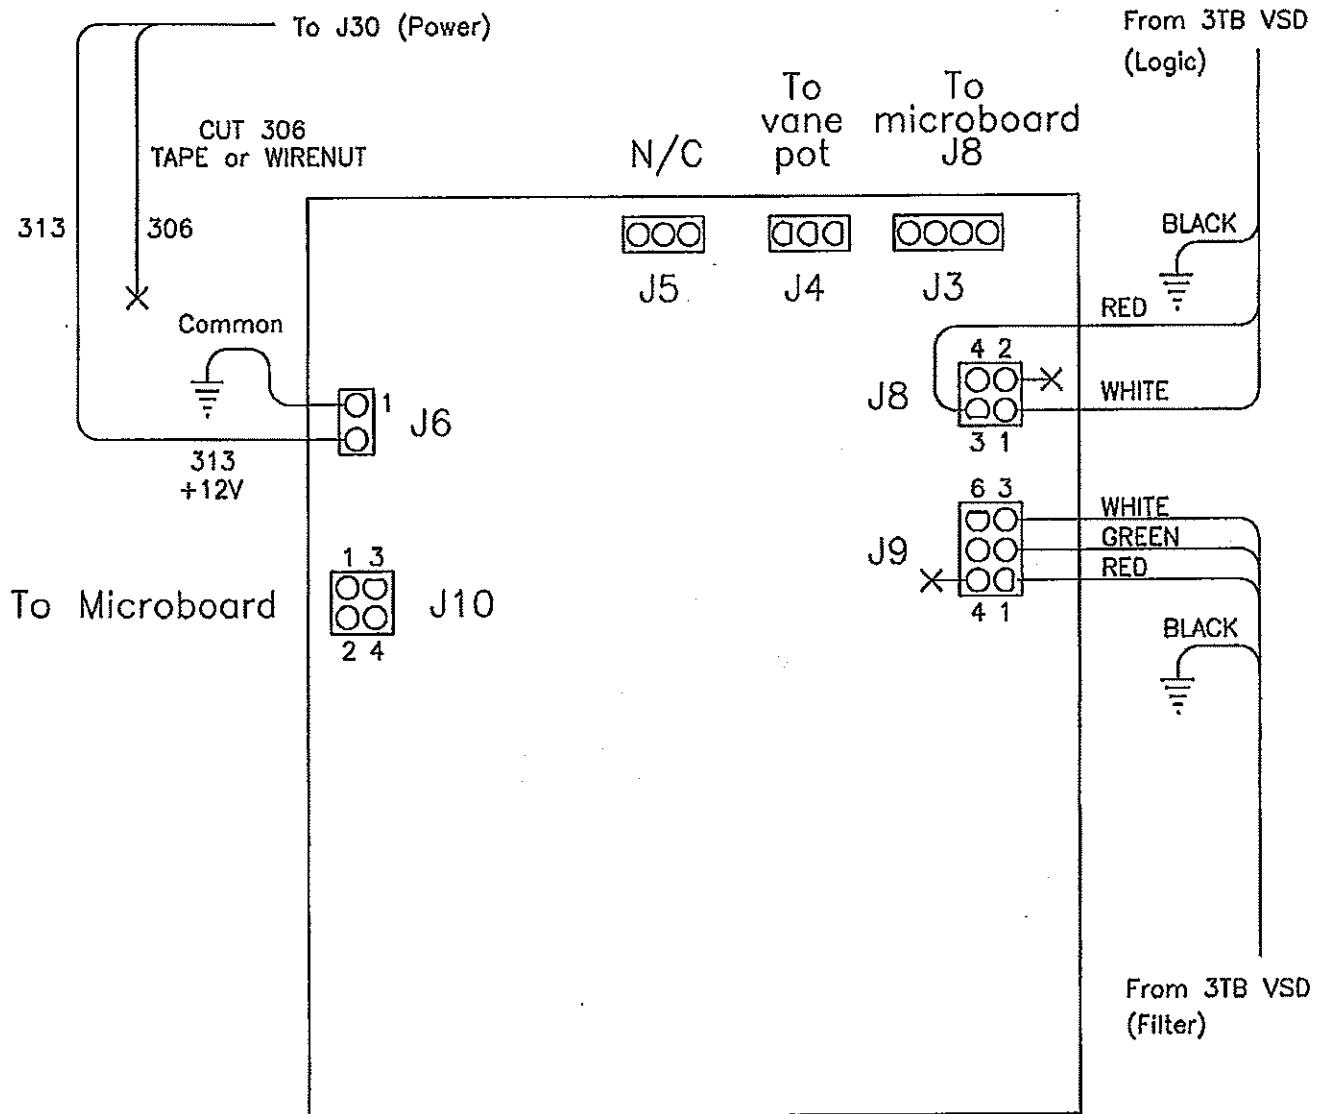 To J30 (Power)
From 3TB VSD
(Logic)
CUT 306
TAPE or WIRENUT
N/C
To
vane
pot
To
microboard
J8
313
306
BLACK
J5
J4
J3
RED
Common
4 2
J8
WHITE
1
J6
3 1
313
+12V
6 3
WHITE
GREEN
J9
RED
4 1
1 3
To Microboard
J10
2 4
BLACK
From 3TB VSD
(Filter)